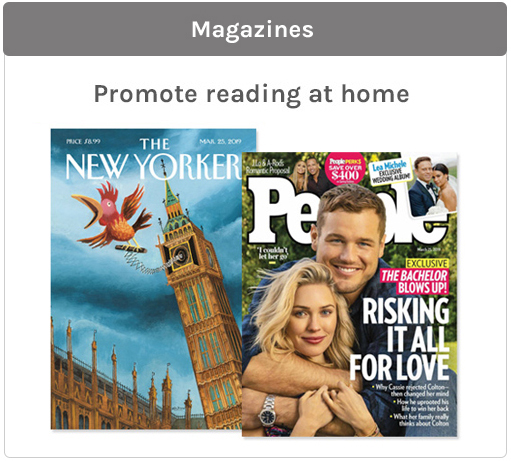 Magazines
Promote reading at home
PRICE $8.99
THE
MAR. 25, 2019
NEW YORKER
J.Lo & A-Rod's
Romantic Proposal
PeoplePERKS
SAVE OVER
$400
Lea Michele
EXCLUSIVE
WEDDING ALBUM!
People
'I couldn't
let her go'
EXCLUSIVE
THE BACHELOR
BLOWS UP!
RISKING
IT ALL
FOR LOVE
• Why Cassie rejected Colton—
then changed her mind
• How he uprooted his
life to win her back
• What her family really
thinks about Colton